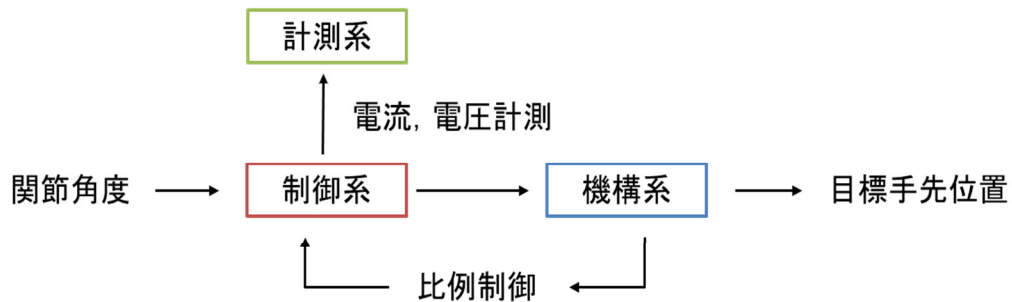 計測系
電流, 電圧計測
関節角度
制御系
機構系
目標手先位置
比例制御